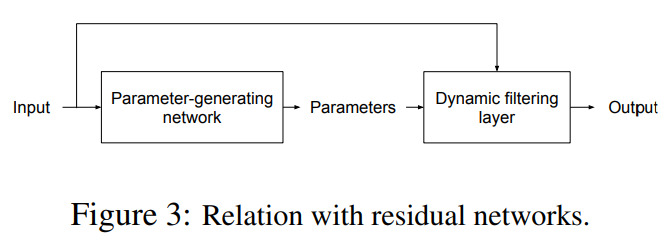 Input
Parameter-generating
network
Parameters
Dynamic filtering
layer
Output
Figure 3: Relation with residual networks.